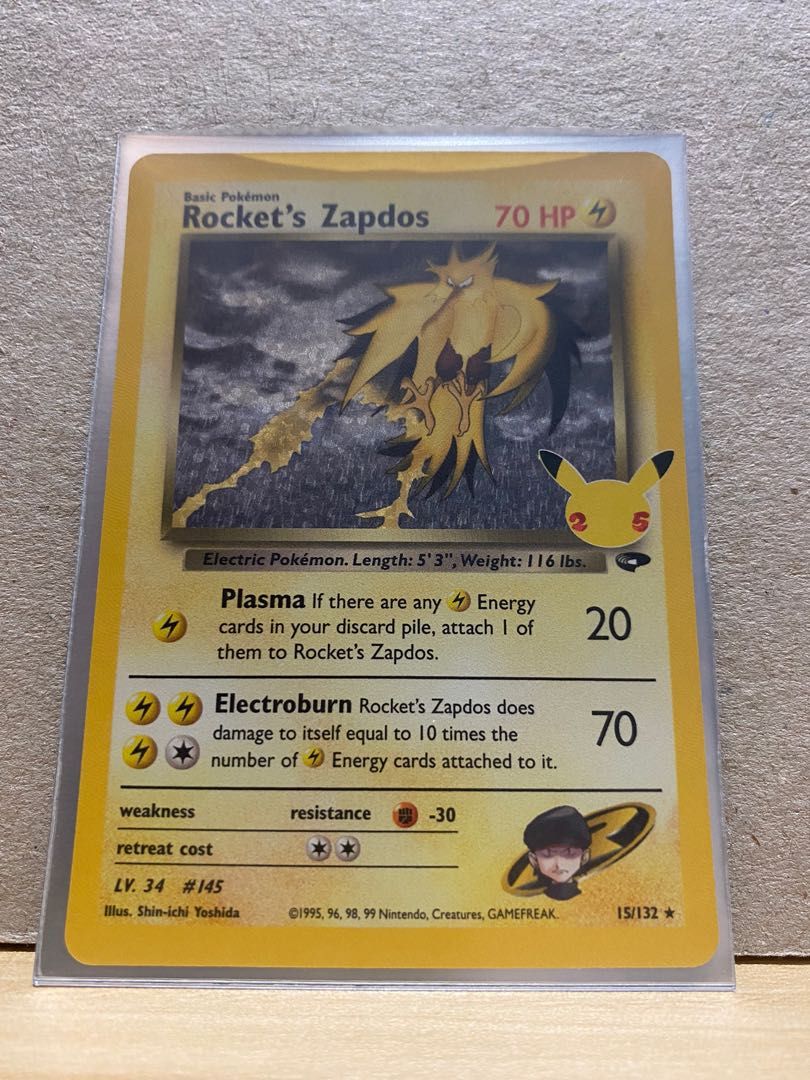 Basic Pokémon
Rocket's Zapdos 70 HP
25
Electric Pokémon. Length: 5' 3", Weight: 116 lbs.
Plasma If there are any Energy
cards in your discard pile, attach 1 of
them to Rocket's Zapdos.
20
Electroburn Rocket's Zapdos does
damage to itself equal to 10 times the
number of Energy cards attached to it.
70
weakness resistance -30
retreat cost
LV. 34 #145
Illus. Shin-ichi Yoshida ©1995, 96, 98, 99 Nintendo, Creatures, GAMEFREAK. 15/132 ★